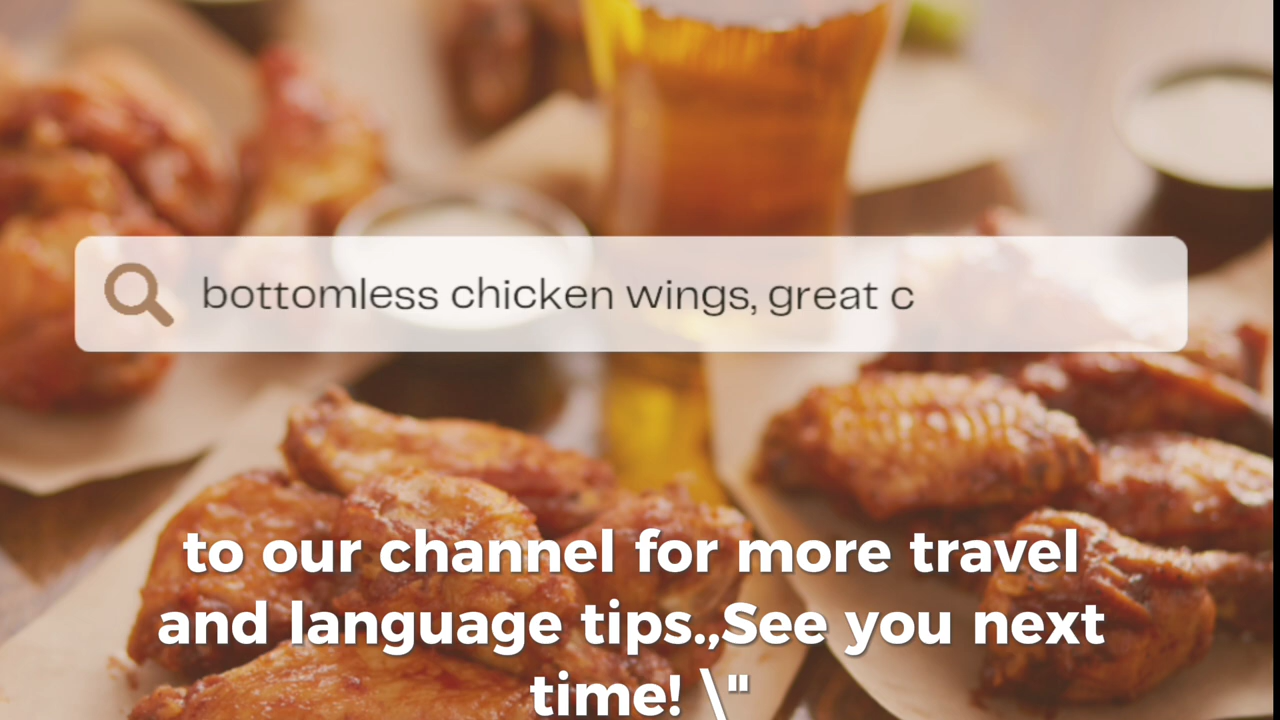 bottomless chicken wings, great c
to our channel for more travel
and language tips.,See you next
time! \"